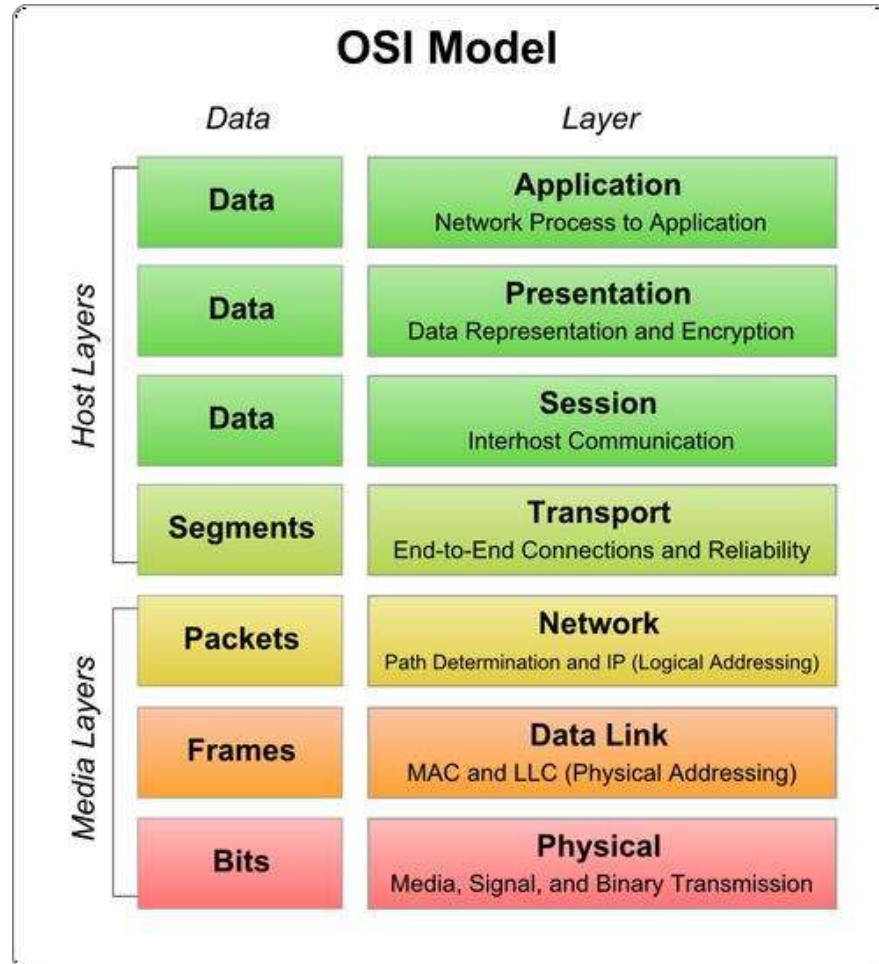 OSI Model
Data
Layer
Host Layers
Data
Application
Network Process to Application
Data
Presentation
Data Representation and Encryption
Data
Session
Interhost Communication
Segments
Transport
End-to-End Connections and Reliability
Media Layers
Packets
Network
Path Determination and IP (Logical Addressing)
Frames
Data Link
MAC and LLC (Physical Addressing)
Bits
Physical
Media, Signal, and Binary Transmission